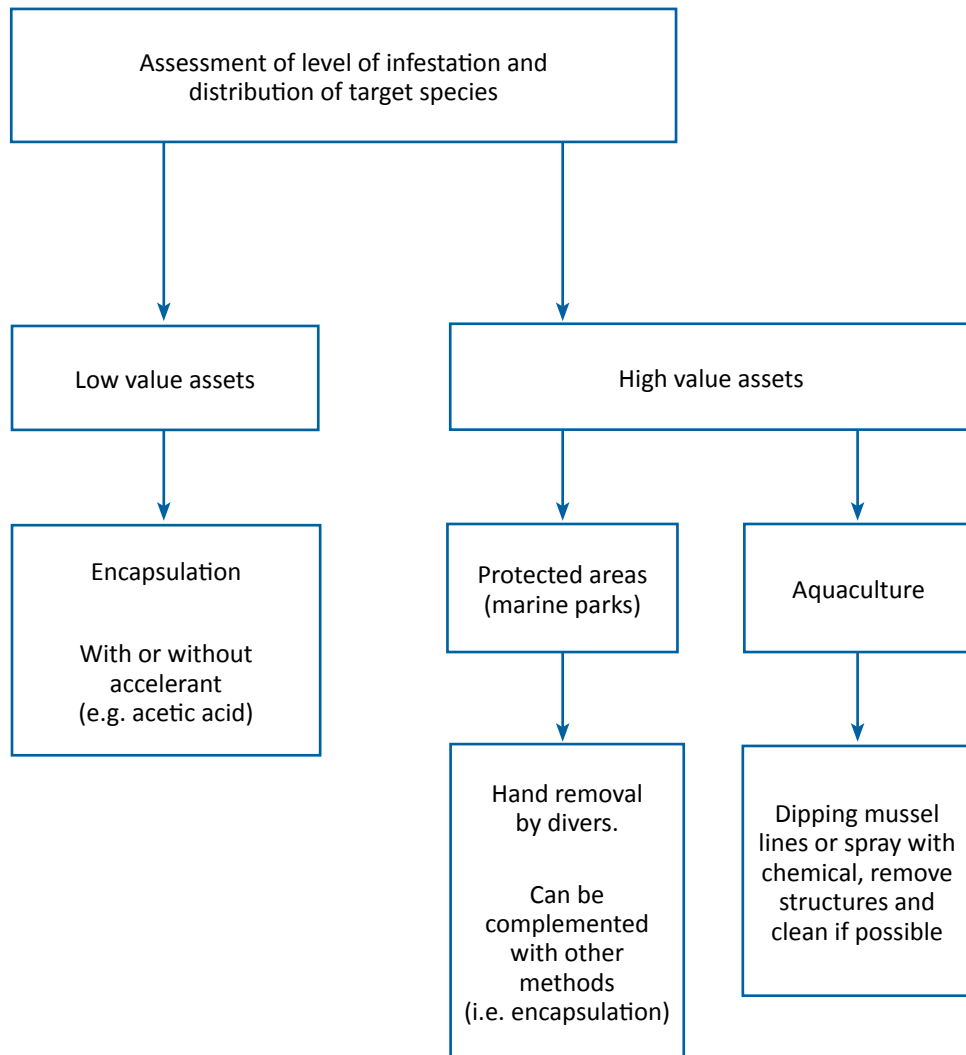 Assessment of level of infestation and
distribution of target species
Low value assets
High value assets
Encapsulation
With or without
accelerant
(e.g. acetic acid)
Protected areas
(marine parks)
Aquaculture
Hand removal
by divers.
Can be
complemented
with other
methods
(i.e. encapsulation)
Dipping mussel
lines or spray with
chemical, remove
structures and
clean if possible